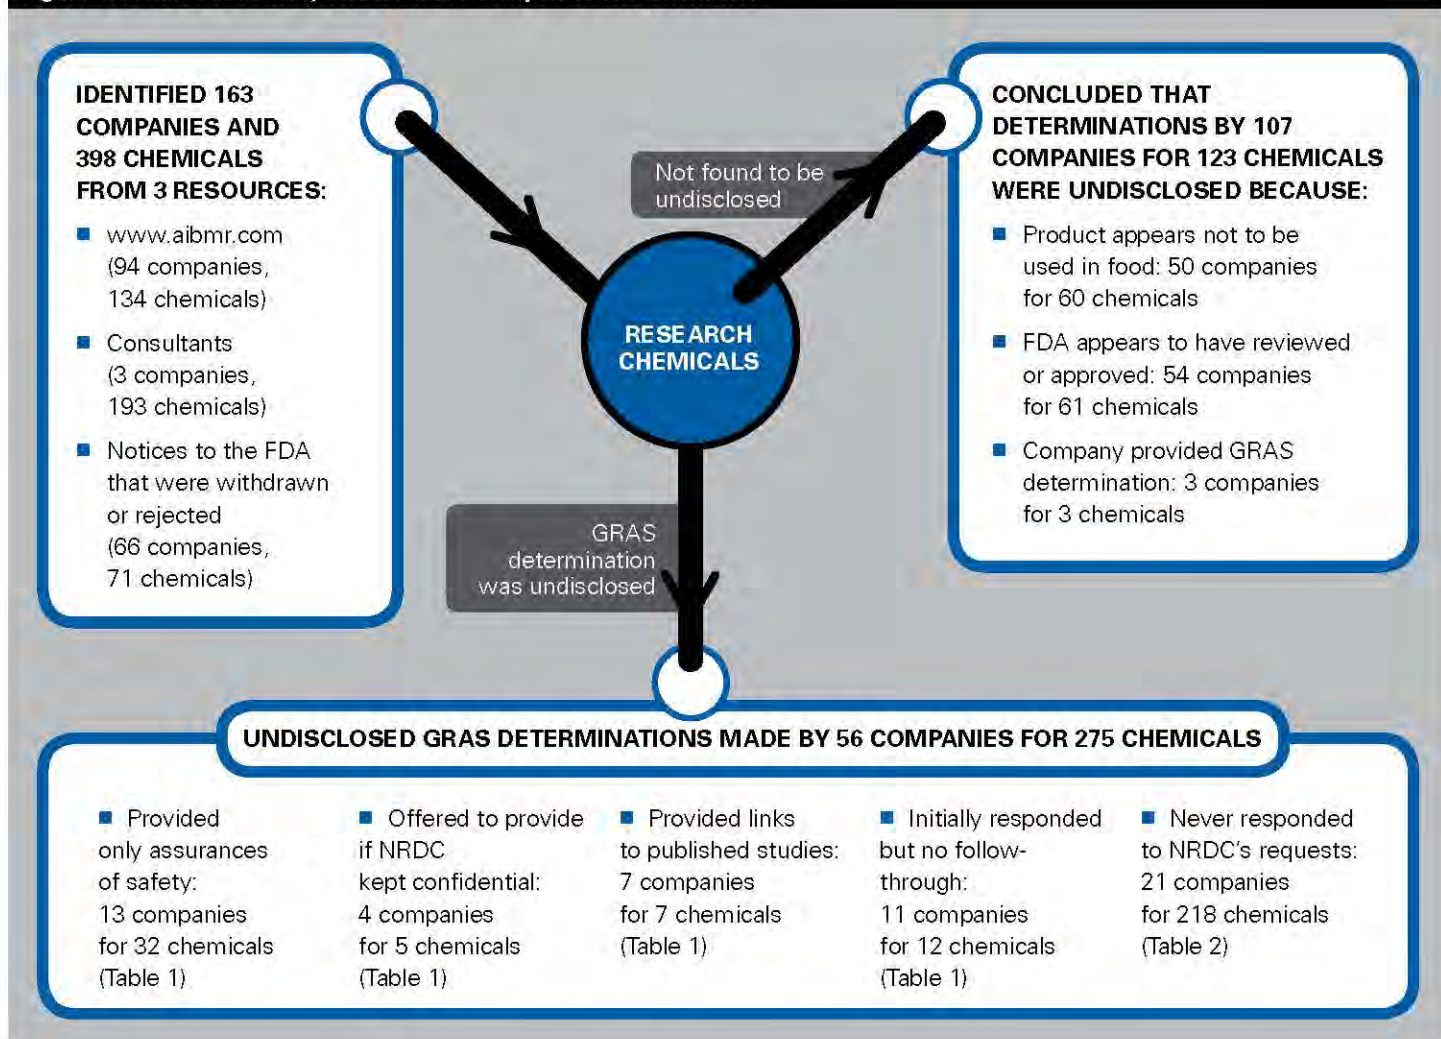 IDENTIFIED 163
COMPANIES AND
398 CHEMICALS
FROM 3 RESOURCES:
■ www.aibmr.com
(94 companies,
134 chemicals)
■ Consultants
(3 companies,
193 chemicals)
■ Notices to the FDA
that were withdrawn
or rejected
(66 companies,
71 chemicals)
Not found to be
undisclosed
RESEARCH
CHEMICALS
GRAS
determination
was undisclosed
CONCLUDED THAT
DETERMINATIONS BY 107
COMPANIES FOR 123 CHEMICALS
WERE UNDISCLOSED BECAUSE:
■ Product appears not to be
used in food: 50 companies
for 60 chemicals
■ FDA appears to have reviewed
or approved: 54 companies
for 61 chemicals
■ Company provided GRAS
determination: 3 companies
for 3 chemicals
UNDISCLOSED GRAS DETERMINATIONS MADE BY 56 COMPANIES FOR 275 CHEMICALS
■ Provided
only assurances
of safety:
13 companies
for 32 chemicals
(Table 1)
■ Offered to provide
if NRDC
kept confidential:
4 companies
for 5 chemicals
(Table 1)
■ Provided links
to published studies:
7 companies
for 7 chemicals
(Table 1)
■ Initially responded
but no follow-
through:
11 companies
for 12 chemicals
(Table 1)
■ Never responded
to NRDC's requests:
21 companies
for 218 chemicals
(Table 2)